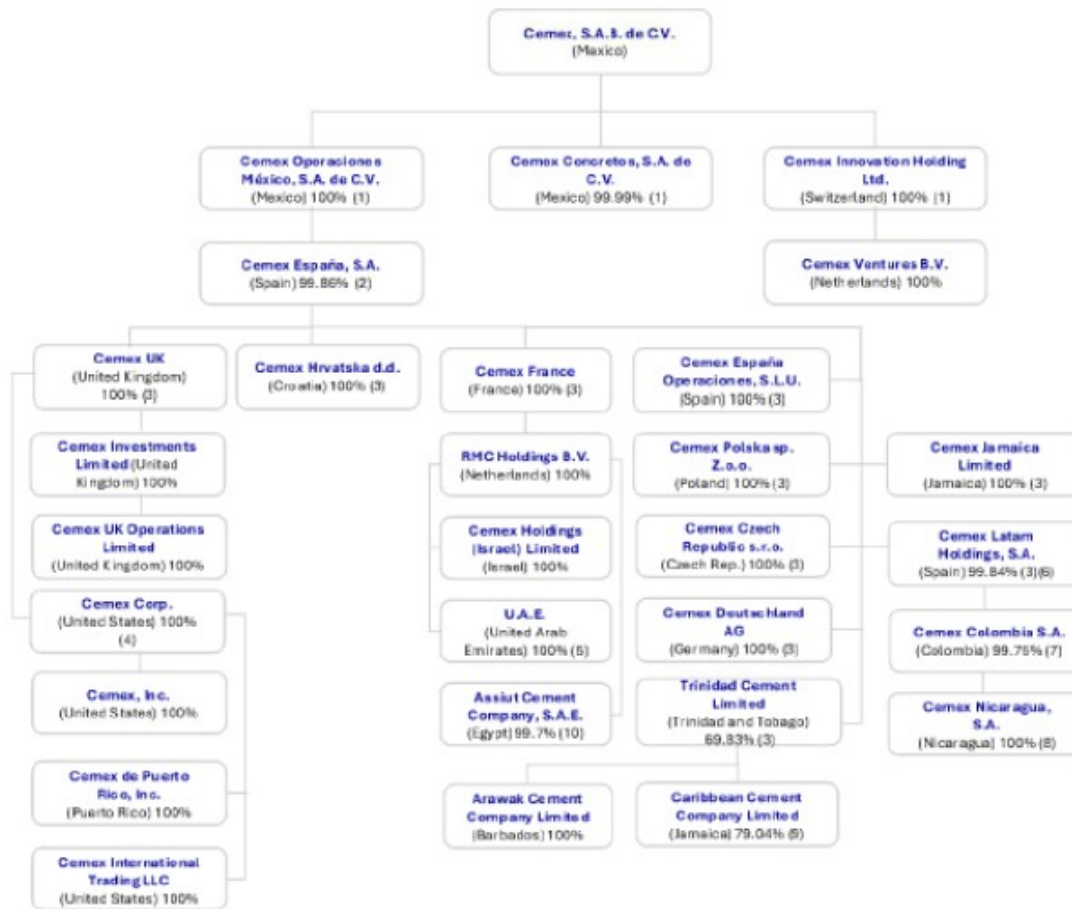 Cemex, S.A.B. de C.V.
(Mexico)
Cemex Operaciones
México, S.A. de C.V.
(Mexico) 100% (1)
Cemex Concretos, S.A. de
C.V.
(Mexico) 99.99% (1)
Cemex Innovation Holding
Ltd.
(Switzerland) 100% (1)
Cemex España, S.A.
(Spain) 99.86% (2)
Cemex Ventures B.V.
(Netherlands) 100%
Cemex UK
(United Kingdom)
100% (3)
Cemex Hrvatska d.d.
(Croatia) 100% (3)
Cemex France
(France) 100% (3)
Cemex España
Operaciones, S.L.U.
(Spain) 100% (3)
Cemex Investments
Limited (United
Kingdom) 100%
RMC Holdings B.V.
(Netherlands) 100%
Cemex Polska sp.
Z.o.o.
(Poland) 100% (3)
Cemex Jamaica
Limited
(Jamaica) 100% (3)
Cemex UK Operations
Limited
(United Kingdom) 100%
Cemex Holdings
(Israel) Limited
(Israel) 100%
Cemex Czech
Republic s.r.o.
(Czech Rep.) 100% (3)
Cemex Latam
Holdings, S.A.
(Spain) 99.84% (3)(6)
Cemex Corp.
(United States) 100%
(4)
U.A.E.
(United Arab
Emirates) 100% (5)
Cemex Deutschland
AG
(Germany) 100% (3)
Cemex Colombia S.A.
(Colombia) 99.75% (7)
Cemex, Inc.
(United States) 100%
Assiut Cement
Company, S.A.E.
(Egypt) 99.7% (10)
Trinidad Cement
Limited
(Trinidad and Tobago)
69.83% (3)
Cemex Nicaragua,
S.A.
(Nicaragua) 100% (8)
Cemex de Puerto
Rico, Inc.
(Puerto Rico) 100%
Arawak Cement
Company Limited
(Barbados) 100%
Caribbean Cement
Company Limited
(Jamaica) 79.04% (9)
Cemex International
Trading LLC
(United States) 100%